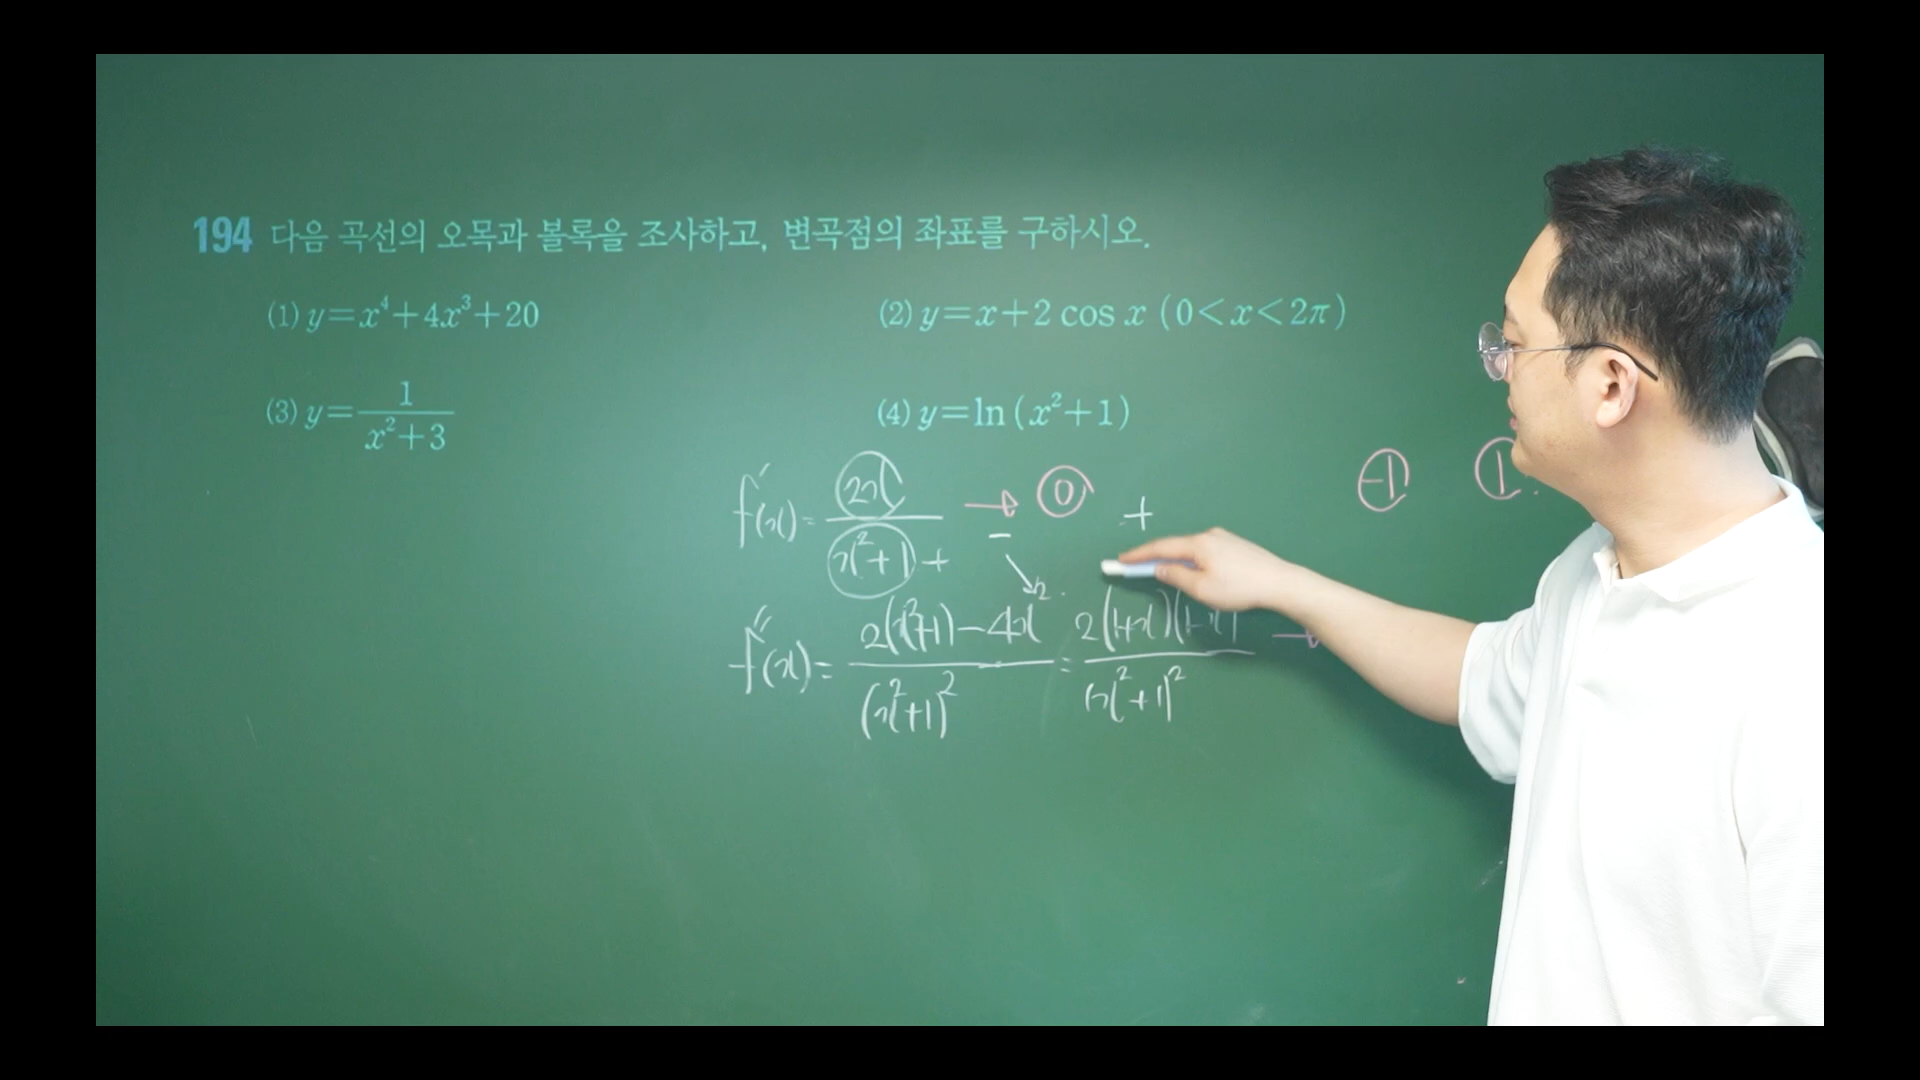 194 다음 곡선의 오목과 볼록을 조사하고, 변곡점의 좌표를 구하시오.
(1) y=x⁴+4x³+20
(2) y=x+2 cos x (0<x<2π)
(3) y=1/(x²+3)
(4) y=ln(x²+1)
f'(x)= 2x/(x²+1) + → 0 - +
-1 1
f''(x)= (2(x²+1)-4x²)/(x²+1)² = 2(1+x)(1-x)/(x²+1)² →